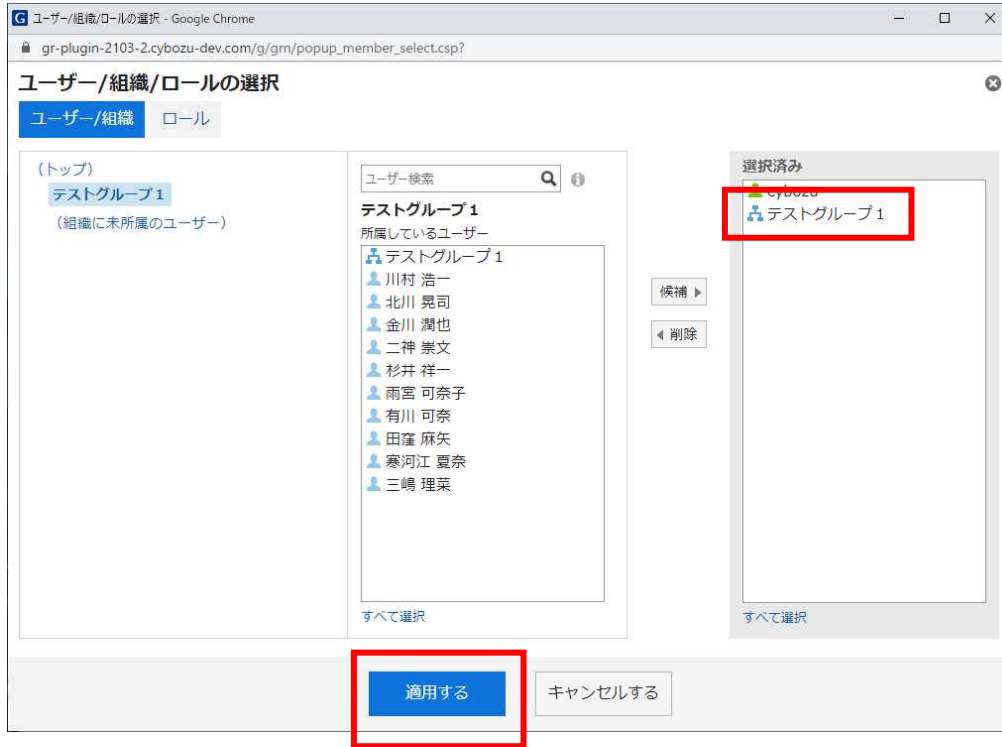 G ユーザー/組織/ロールの選択 - Google Chrome
gr-plugin-2103-2.cybozu-dev.com/g/grn/popup_member_select.csp?
ユーザー/組織/ロールの選択
ユーザー/組織 ロール
(トップ)
テストグループ1
(組織に未所属のユーザー)
ユーザー検索
テストグループ1
所属しているユーザー
テストグループ1
川村 浩一
北川 晃司
金川 潤也
二神 崇文
杉井 祥一
雨宮 可奈子
有川 可奈
田窪 麻矢
寒河江 夏奈
三嶋 理菜
すべて選択
候補
削除
選択済み
cybozu
テストグループ1
すべて選択
適用する キャンセルする